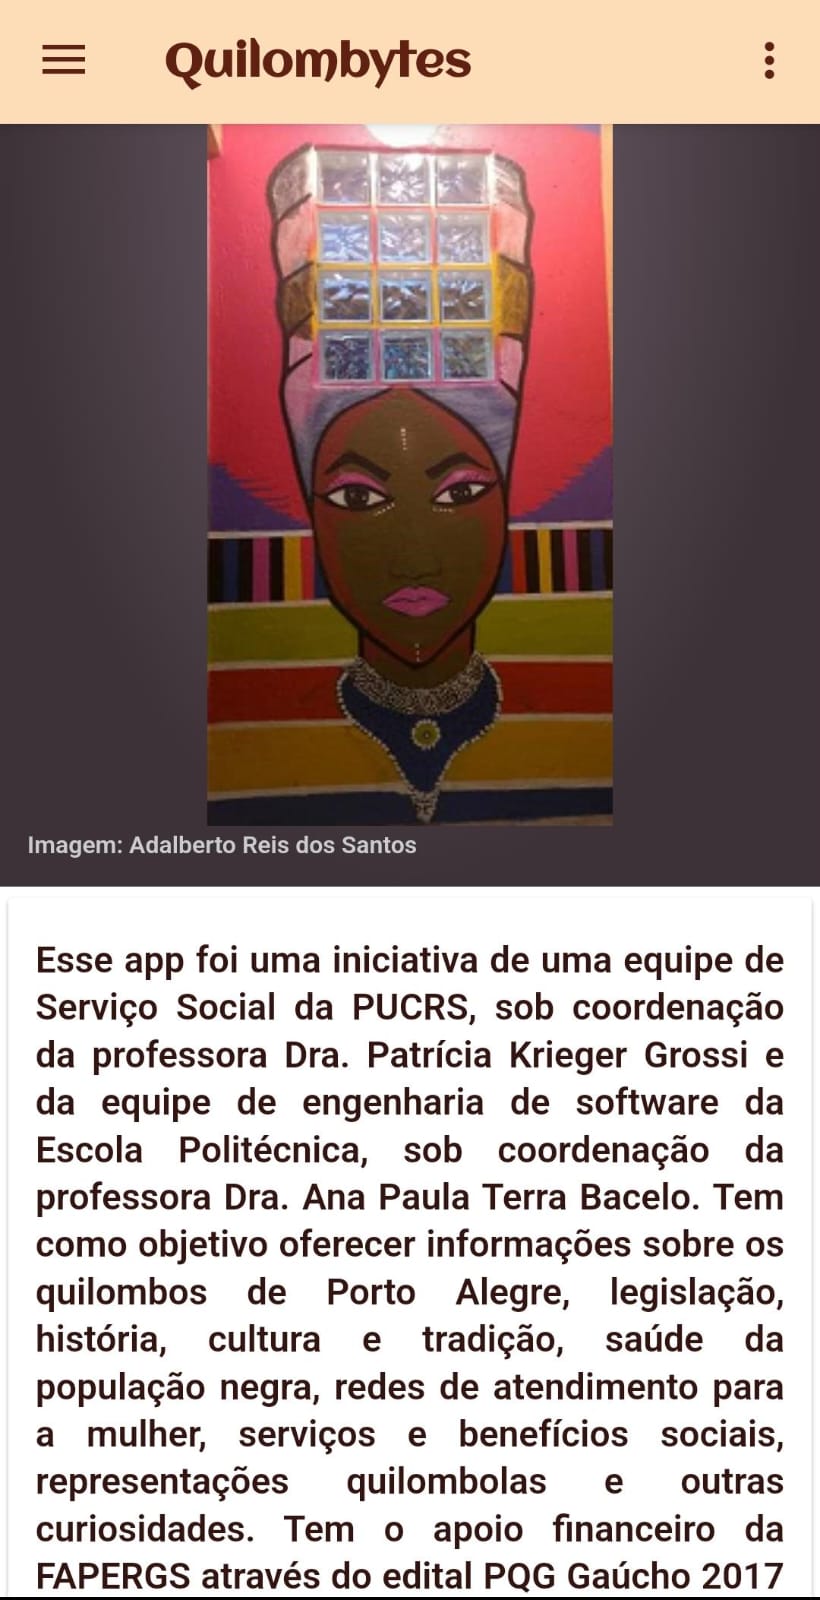 Quilombytes
Imagem: Adalberto Reis dos Santos
Esse app foi uma iniciativa de uma equipe de
Serviço Social da PUCRS, sob coordenação
da professora Dra. Patrícia Krieger Grossi e
da equipe de engenharia de software da
Escola Politécnica, sob coordenação da
professora Dra. Ana Paula Terra Bacelo. Tem
como objetivo oferecer informações sobre os
quilombos de Porto Alegre, legislação,
história, cultura e tradição, saúde da
população negra, redes de atendimento para
a mulher, serviços e benefícios sociais,
representações quilombolas e outras
curiosidades. Tem o apoio financeiro da
FAPERGS através do edital PQG Gaúcho 2017